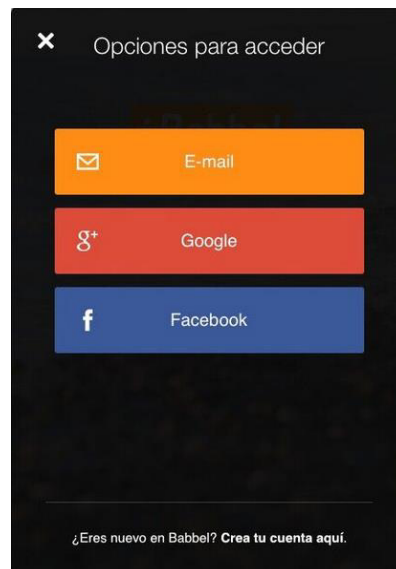 Opciones para acceder
E-mail
Google
Facebook
¿Eres nuevo en Babbel? Crea tu cuenta aquí.